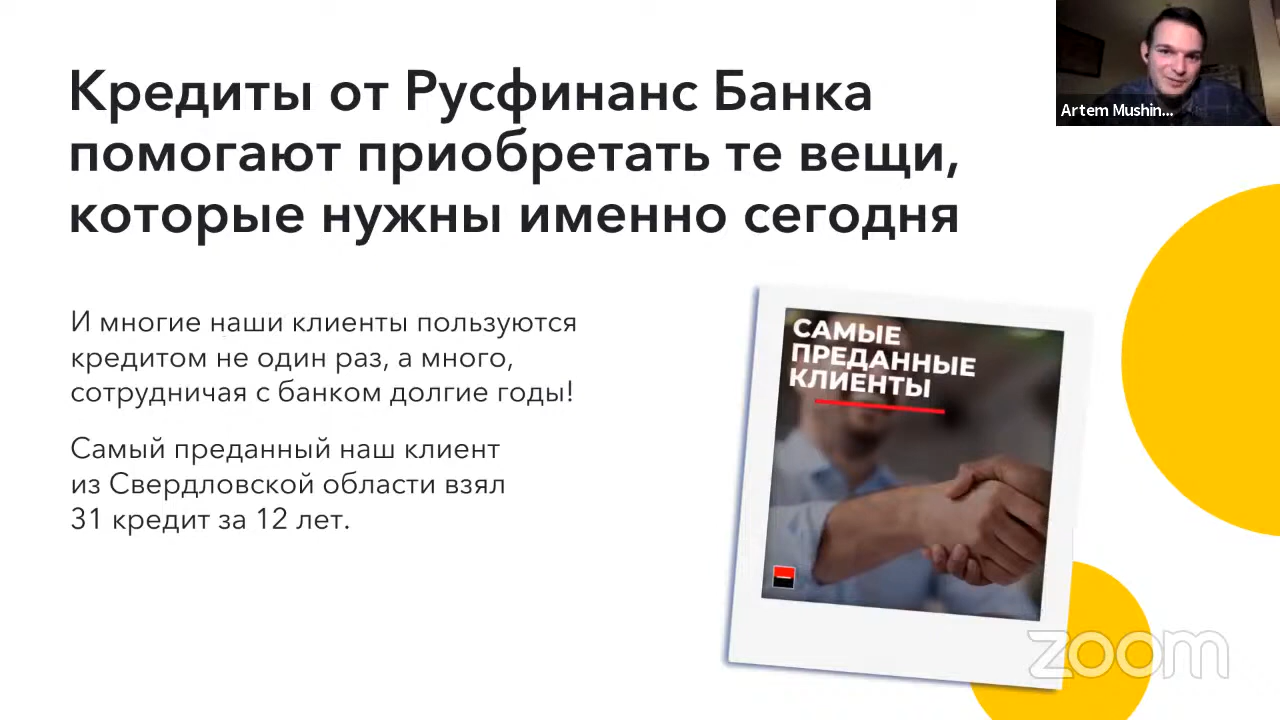 Кредиты от Русфинанс Банка
помогают приобретать те вещи,
которые нужны именно сегодня
Artem Mushin...
И многие наши клиенты пользуются
кредитом не один раз, а много,
сотрудничая с банком долгие годы!
Самый преданный наш клиент
из Свердловской области взял
31 кредит за 12 лет.
САМЫЕ
ПРЕДАННЫЕ
КЛИЕНТЫ
zoom